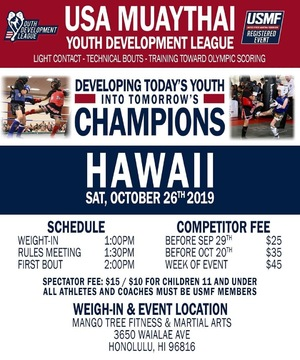 YOUTH
DEVELOPMENT
LEAGUE
USA MUAYTHAI
YOUTH DEVELOPMENT LEAGUE
USMF
REGISTERED
EVENT
LIGHT CONTACT - TECHNICAL BOUTS - TRAINING TOWARD OLYMPIC SCORING
DEVELOPING TODAY'S YOUTH
INTO TOMORROW'S
CHAMPIONS
HAWAII
SAT, OCTOBER 26TH 2019
SCHEDULE
WEIGHT-IN 1:00PM
RULES MEETING 1:30PM
FIRST BOUT 2:00PM
COMPETITOR FEE
BEFORE SEP 29TH $25
BEFORE OCT 20TH $35
WEEK OF EVENT $45
SPECTATOR FEE: $15 / $10 FOR CHILDREN 11 AND UNDER
ALL ATHLETES AND COACHES MUST BE USMF MEMBERS
WEIGH-IN & EVENT LOCATION
MANGO TREE FITNESS & MARTIAL ARTS
3650 WAIALAE AVE
HONOLULU, HI 96816